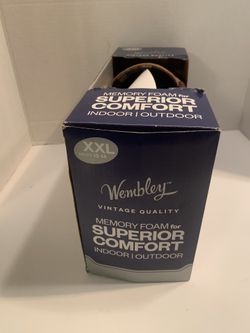 MEMORY FOAM for
SUPERIOR
COMFORT
INDOOR | OUTDOOR
XXL
Wembley
VINTAGE QUALITY
MEMORY FOAM for
SUPERIOR
COMFORT
INDOOR | OUTDOOR